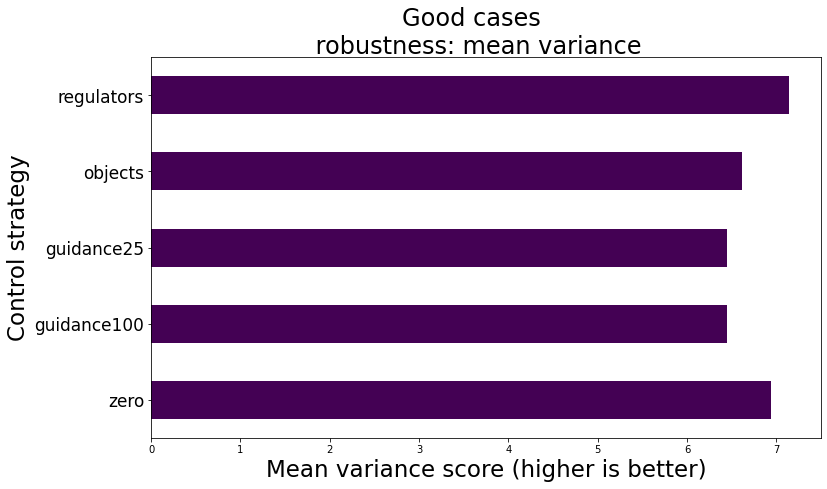 Good cases
robustness: mean variance
Control strategy
regulators
objects
guidance25
guidance100
zero
0 1 2 3 4 5 6 7
Mean variance score (higher is better)